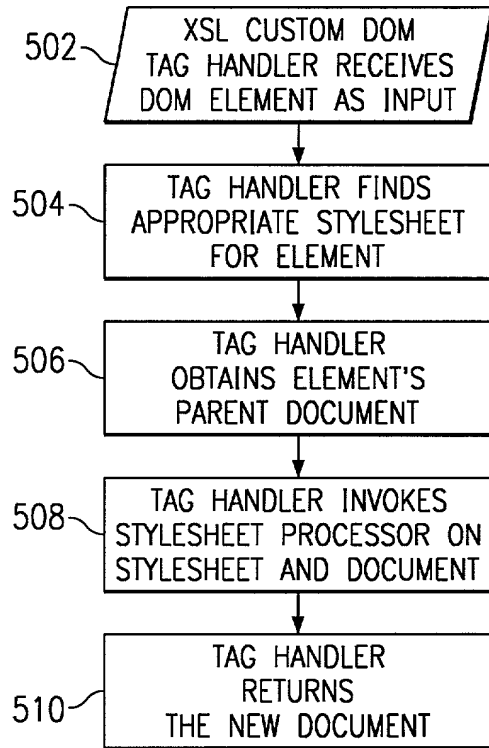 502
XSL CUSTOM DOM
TAG HANDLER RECEIVES
DOM ELEMENT AS INPUT
504
TAG HANDLER FINDS
APPROPRIATE STYLESHEET
FOR ELEMENT
506
TAG HANDLER
OBTAINS ELEMENT'S
PARENT DOCUMENT
508
TAG HANDLER INVOKES
STYLESHEET PROCESSOR ON
STYLESHEET AND DOCUMENT
510
TAG HANDLER
RETURNS
THE NEW DOCUMENT